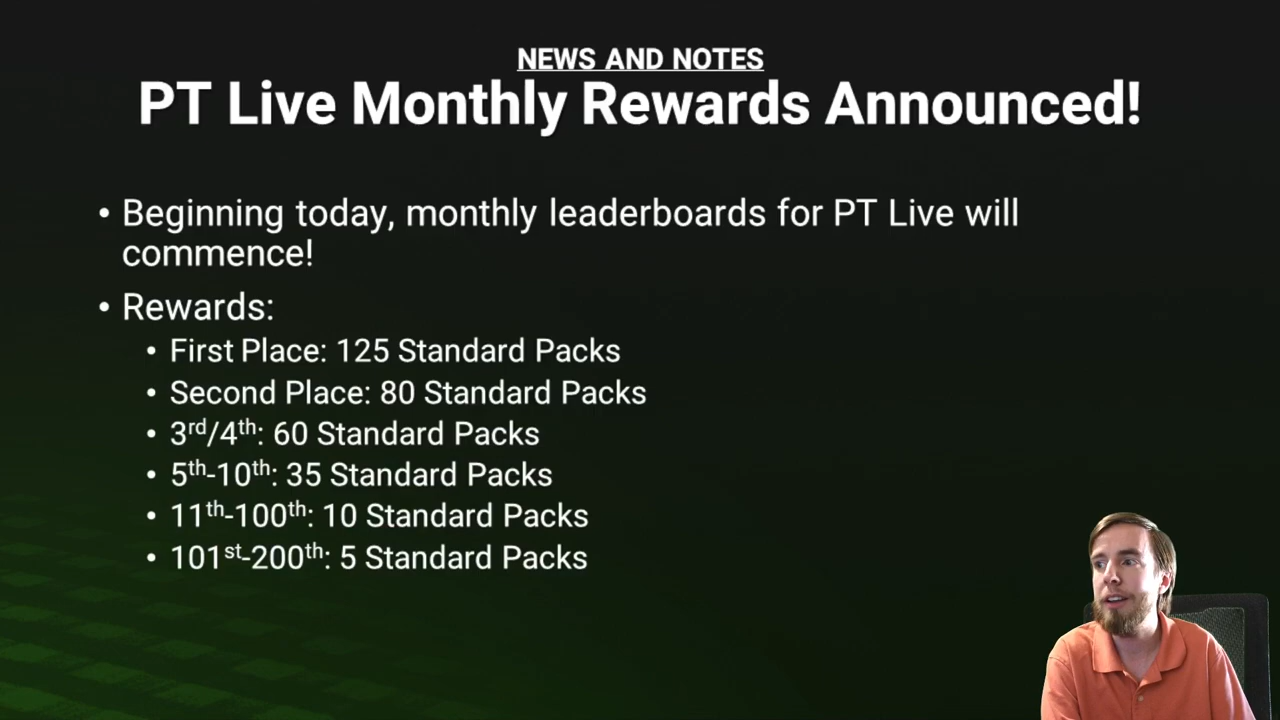 NEWS AND NOTES
PT Live Monthly Rewards Announced!
• Beginning today, monthly leaderboards for PT Live will
commence!
• Rewards:
• First Place: 125 Standard Packs
• Second Place: 80 Standard Packs
• 3rd/4th: 60 Standard Packs
• 5th-10th: 35 Standard Packs
• 11th-100th: 10 Standard Packs
• 101st-200th: 5 Standard Packs